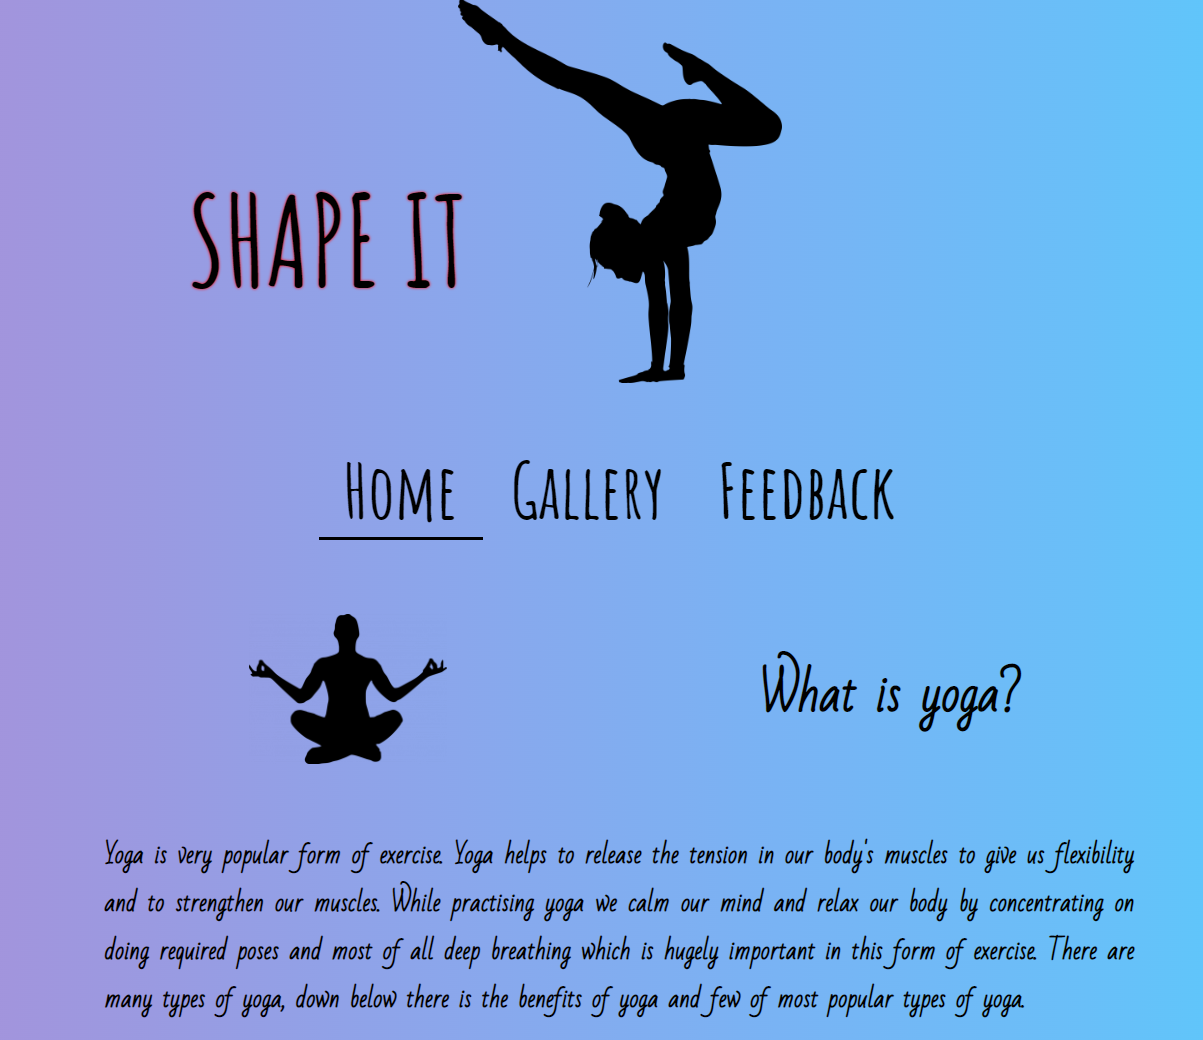 SHAPE IT
Home Gallery Feedback
What is yoga?
Yoga is very popular form of exercise. Yoga helps to release the tension in our body's muscles to give us flexibility
and to strengthen our muscles. While practising yoga we calm our mind and relax our body by concentrating on
doing required poses and most of all deep breathing which is hugely important in this form of exercise. There are
many types of yoga, down below there is the benefits of yoga and few of most popular types of yoga.